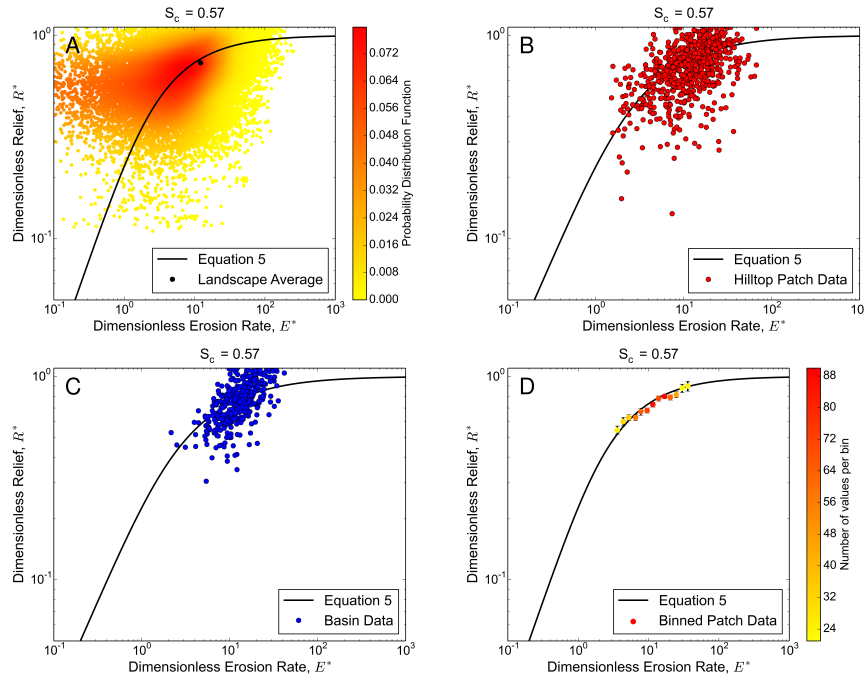 S_c = 0.57
A
10^0
10^-1
Dimensionless Relief, R*
Equation 5
Landscape Average
10^-1 10^0 10^1 10^2 10^3
Dimensionless Erosion Rate, E*
0.072
0.064
0.056
0.048
0.040
0.032
0.024
0.016
0.008
0.000
Probability Distribution Function
S_c = 0.57
B
10^0
10^-1
Dimensionless Relief, R*
Equation 5
Hilltop Patch Data
10^-1 10^0 10^1 10^2 10
Dimensionless Erosion Rate, E*
S_c = 0.57
C
10^0
10^-1
Dimensionless Relief, R*
Equation 5
Basin Data
10^-1 10^0 10^1 10^2 10^3
Dimensionless Erosion Rate, E*
S_c = 0.57
D
10^0
10^-1
Dimensionless Relief, R*
Equation 5
Binned Patch Data
10^-1 10^0 10^1 10^2 10^3
Dimensionless Erosion Rate, E*
88
80
72
64
56
48
40
32
24
Number of values per bin